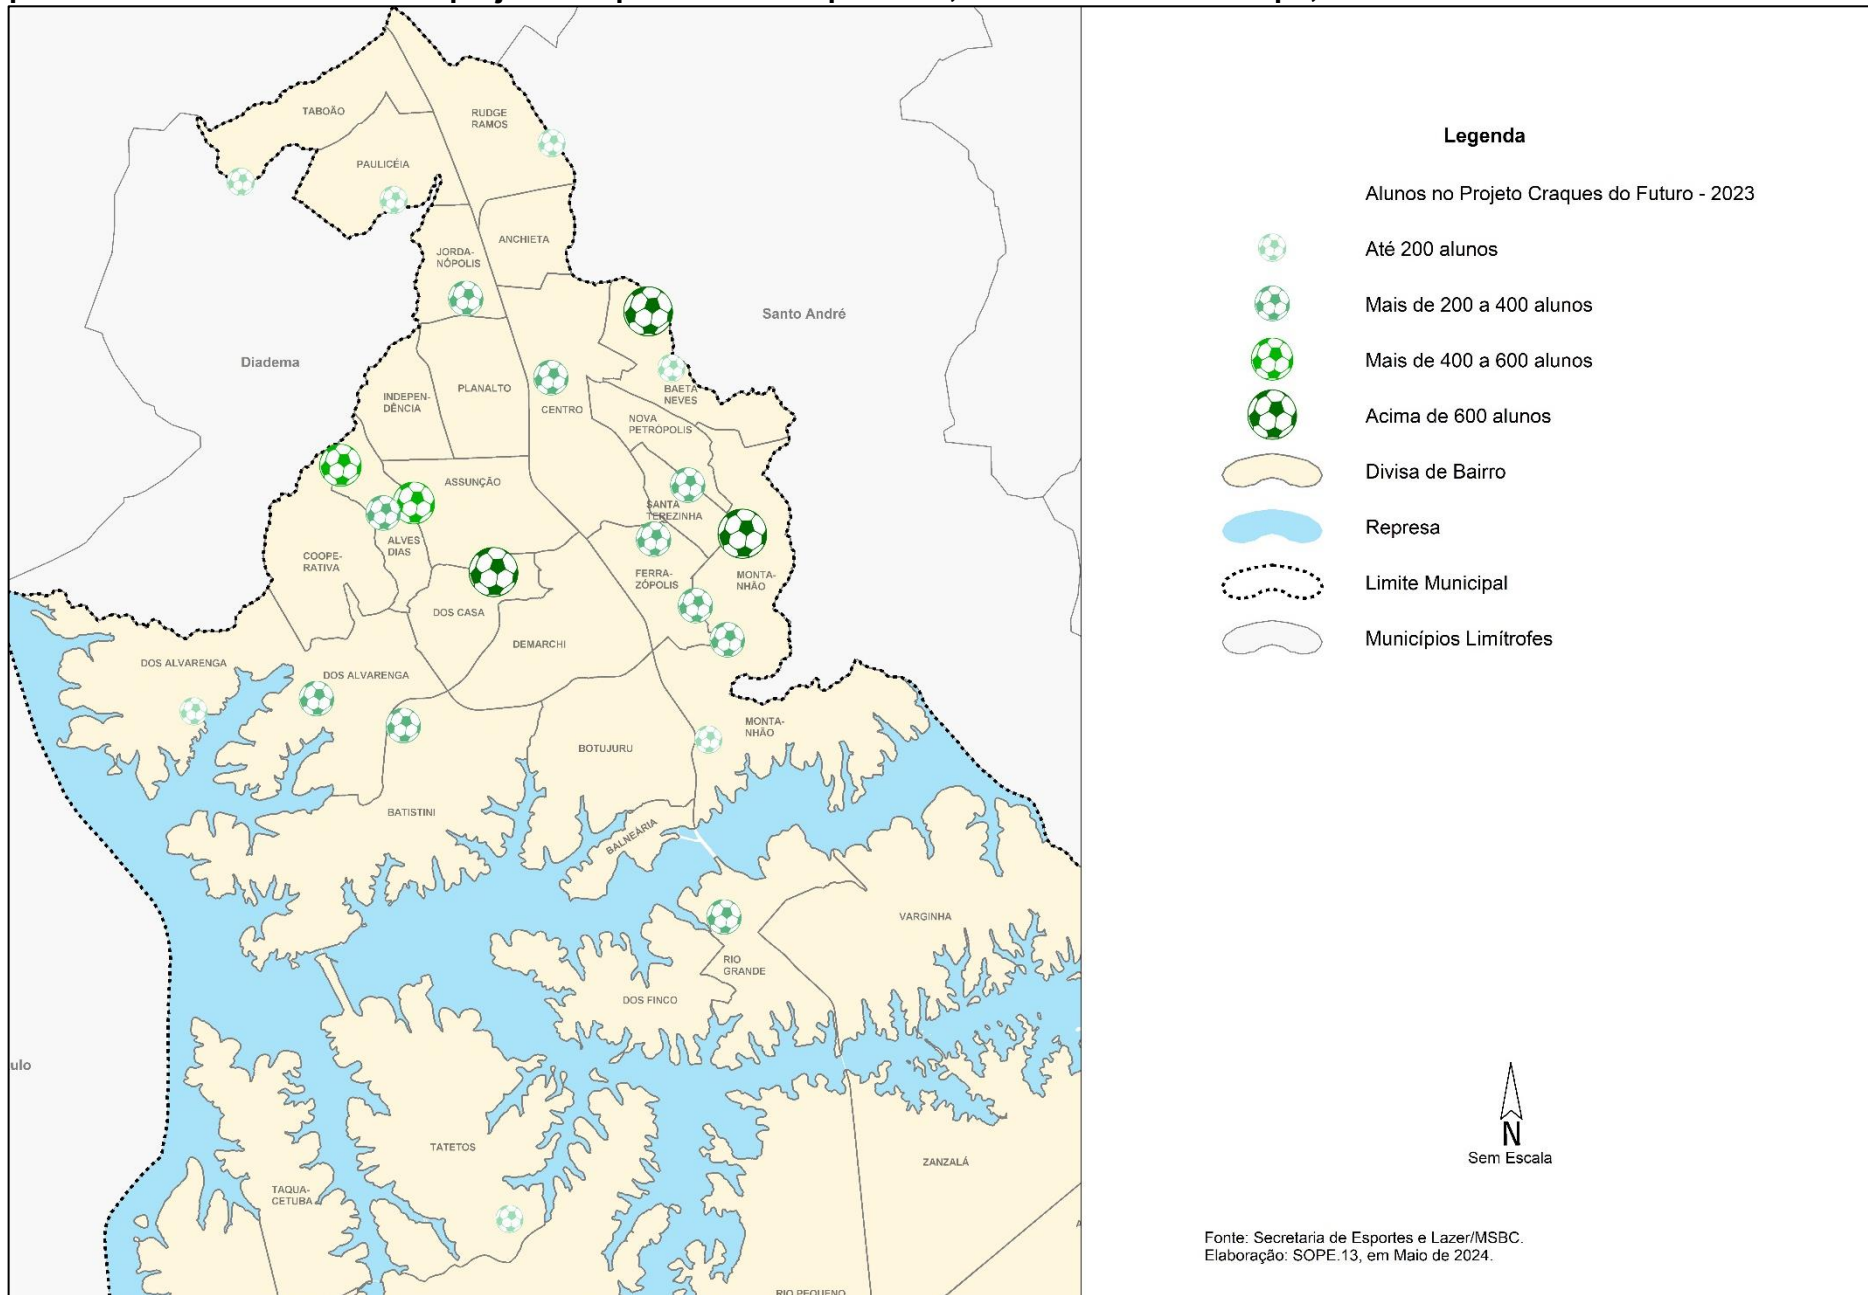 TABOÃO
RUDGE
RAMOS
PAULICÉIA
ANCHIETA
JORDA-
NÓPOLIS
Santo André
Diadema
INDEPEN-
DÊNCIA
PLANALTO
CENTRO
BAETA
NEVES
NOVA
PETRÓPOLIS
ASSUNÇÃO
SANTA
TEREZINHA
ALVES
DIAS
COOPE-
RATIVA
FERRA-
ZÓPOLIS
MONTA-
NHÃO
DOS CASA
DEMARCHI
DOS ALVARENGA
DOS ALVARENGA
MONTA-
NHÃO
BOTUJURU
BATISTINI
BALNEÁRIA
VARGINHA
RIO
GRANDE
DOS FINCO
ulo
TATETOS
ZANZALÁ
TAQUA-
CETUBA
RIO PEQUENO
Legenda
Alunos no Projeto Craques do Futuro - 2023
Até 200 alunos
Mais de 200 a 400 alunos
Mais de 400 a 600 alunos
Acima de 600 alunos
Divisa de Bairro
Represa
Limite Municipal
Municípios Limítrofes
N
Sem Escala
Fonte: Secretaria de Esportes e Lazer/MSBC.
Elaboração: SOPE.13, em Maio de 2024.